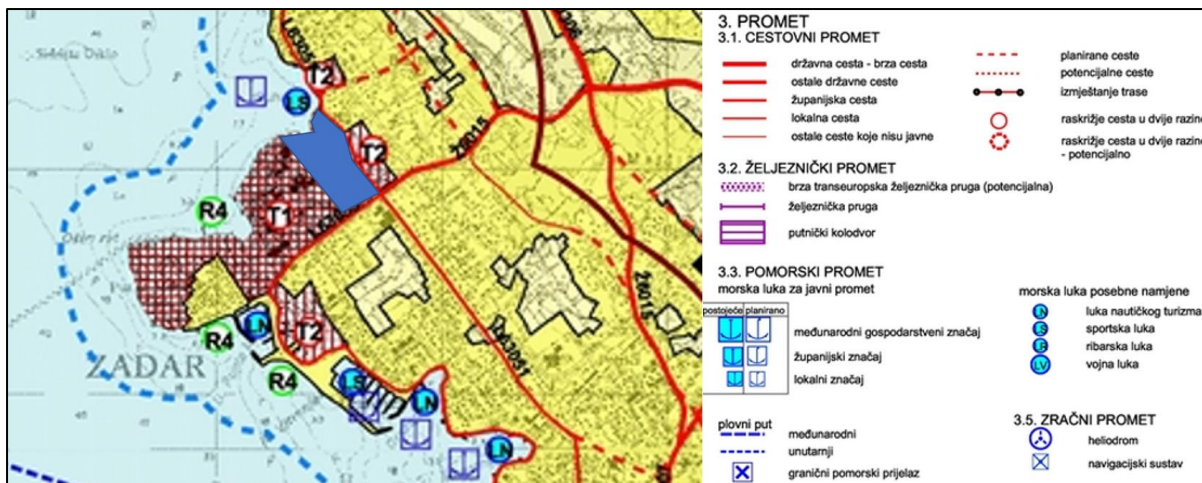 L6305
T2
LS
T2
ZADAR
R4
T1
R4
LN
T2
R4
LS
LN
LN
3. PROMET
3.1. CESTOVNI PROMET
državna cesta - brza cesta
ostale državne ceste
županijska cesta
lokalna cesta
ostale ceste koje nisu javne
planirane ceste
potencijalne ceste
izmještanje trase
raskrižje cesta u dvije razine
raskrižje cesta u dvije razine
- potencijalno
3.2. ŽELJEZNIČKI PROMET
brza transeuropska željeznička pruga (potencijalna)
željeznička pruga
putnički kolodvor
3.3. POMORSKI PROMET
morska luka za javni promet
postojeće planirano
međunarodni gospodarstveni značaj
županijski značaj
lokalni značaj
morska luka posebne namjene
LN luka nautičkog turizma
LS sportska luka
LR ribarska luka
LV vojna luka
plovni put
međunarodni
unutarnji
granični pomorski prijelaz
3.5. ZRAČNI PROMET
heliodrom
navigacijski sustav